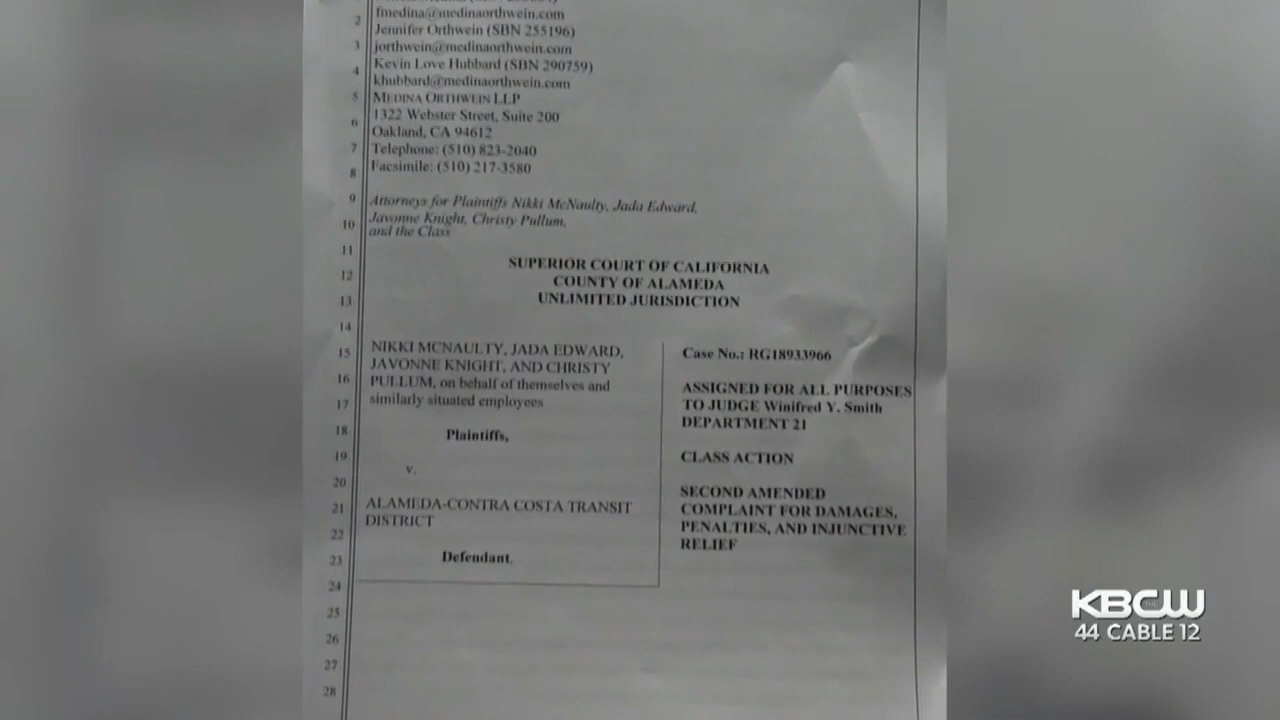 2 fmedina@medinaorthwein.com
Jennifer Orthwein (SBN 255196)
3 jorthwein@medinaorthwein.com
Kevin Love Hubbard (SBN 290759)
4 khubbard@medinaorthwein.com
5 MEDINA ORTHWEIN LLP
1322 Webster Street, Suite 200
6 Oakland, CA 94612
7 Telephone: (510) 823-2040
8 Facsimile: (510) 217-3580
9 Attorneys for Plaintiffs Nikki McNaulty, Jada Edward,
10 Javonne Knight, Christy Pullum,
and the Class
11
SUPERIOR COURT OF CALIFORNIA
12 COUNTY OF ALAMEDA
13 UNLIMITED JURISDICTION
14
15 NIKKI MCNAULTY, JADA EDWARD,
JAVONNE KNIGHT, AND CHRISTY
16 PULLUM, on behalf of themselves and
17 similarly situated employees
18 Plaintiffs,
19 v.
20
21 ALAMEDA-CONTRA COSTA TRANSIT
DISTRICT
22
23 Defendant.
24
25
26
27
28
Case No.: RG18933966
ASSIGNED FOR ALL PURPOSES
TO JUDGE Winifred Y. Smith
DEPARTMENT 21
CLASS ACTION
SECOND AMENDED
COMPLAINT FOR DAMAGES,
PENALTIES, AND INJUNCTIVE
RELIEF
KBCW
44 CABLE 12